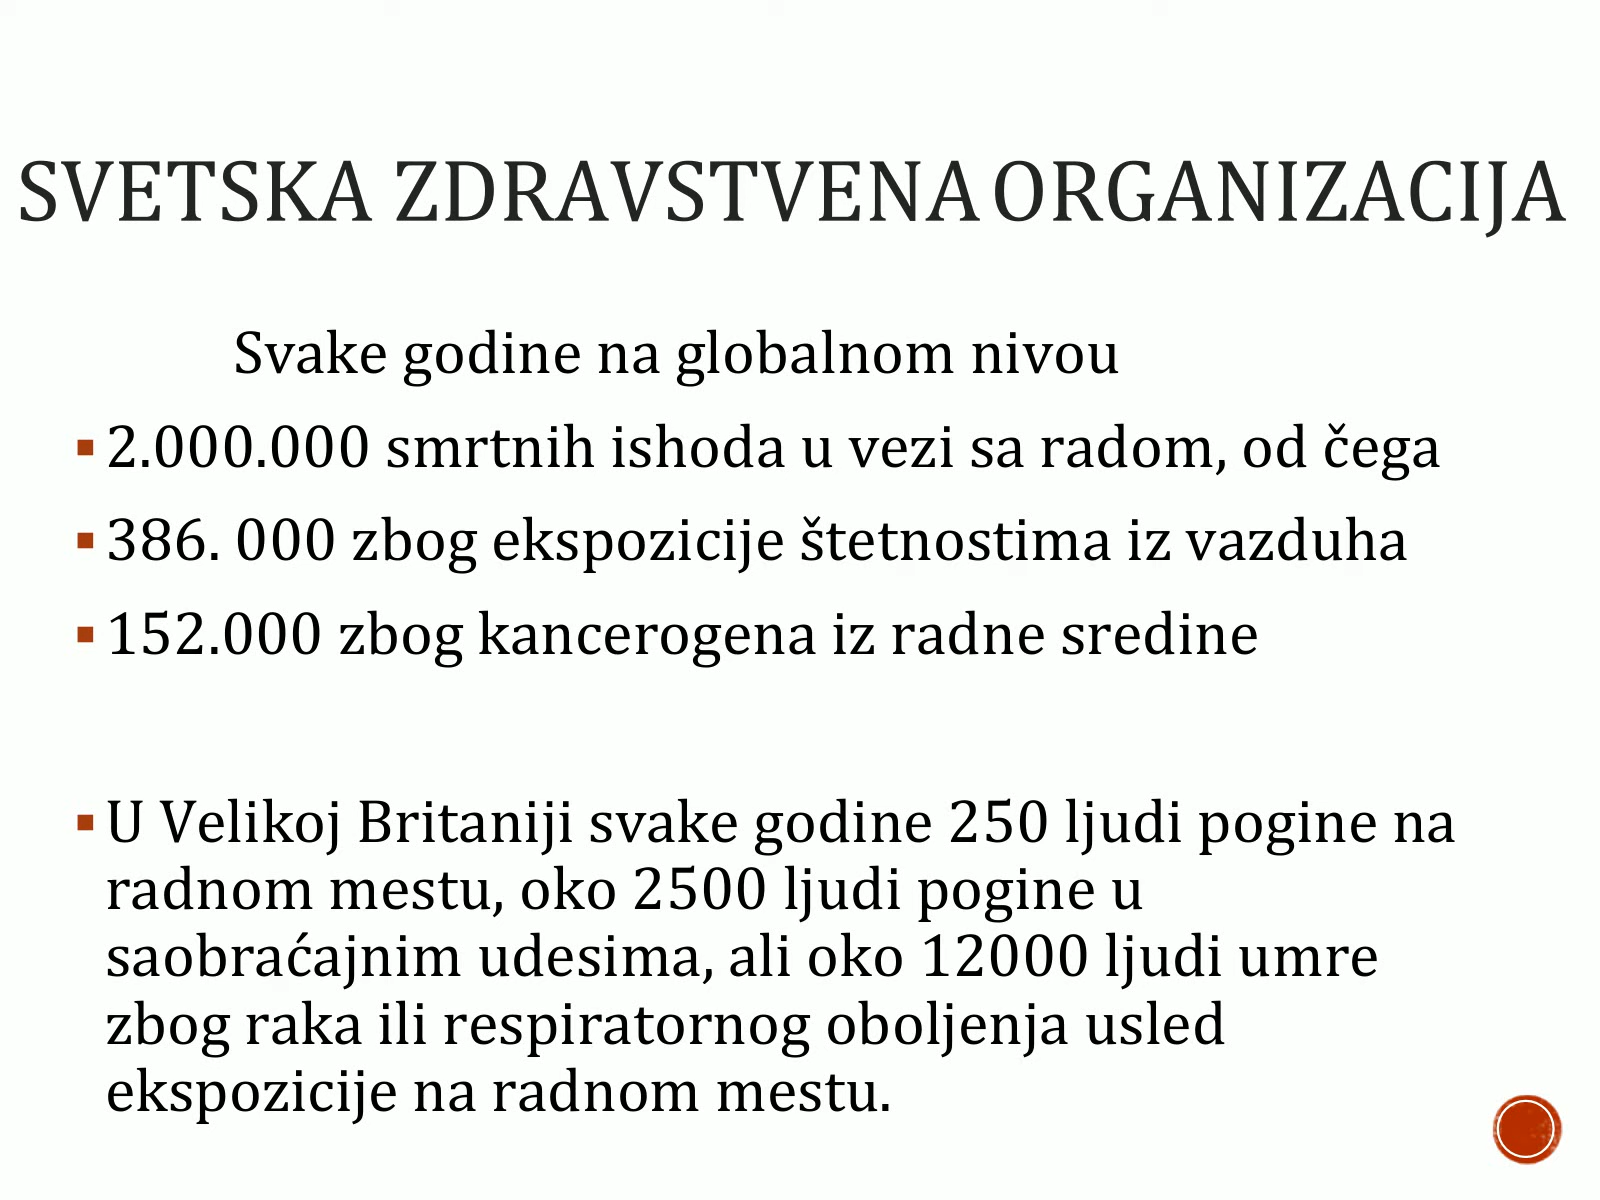 SVETSKA ZDRAVSTVENA ORGANIZACIJA
Svake godine na globalnom nivou
▪ 2.000.000 smrtnih ishoda u vezi sa radom, od čega
▪ 386. 000 zbog ekspozicije štetnostima iz vazduha
▪ 152.000 zbog kancerogena iz radne sredine
▪ U Velikoj Britaniji svake godine 250 ljudi pogine na
radnom mestu, oko 2500 ljudi pogine u
saobraćajnim udesima, ali oko 12000 ljudi umre
zbog raka ili respiratornog oboljenja usled
ekspozicije na radnom mestu.